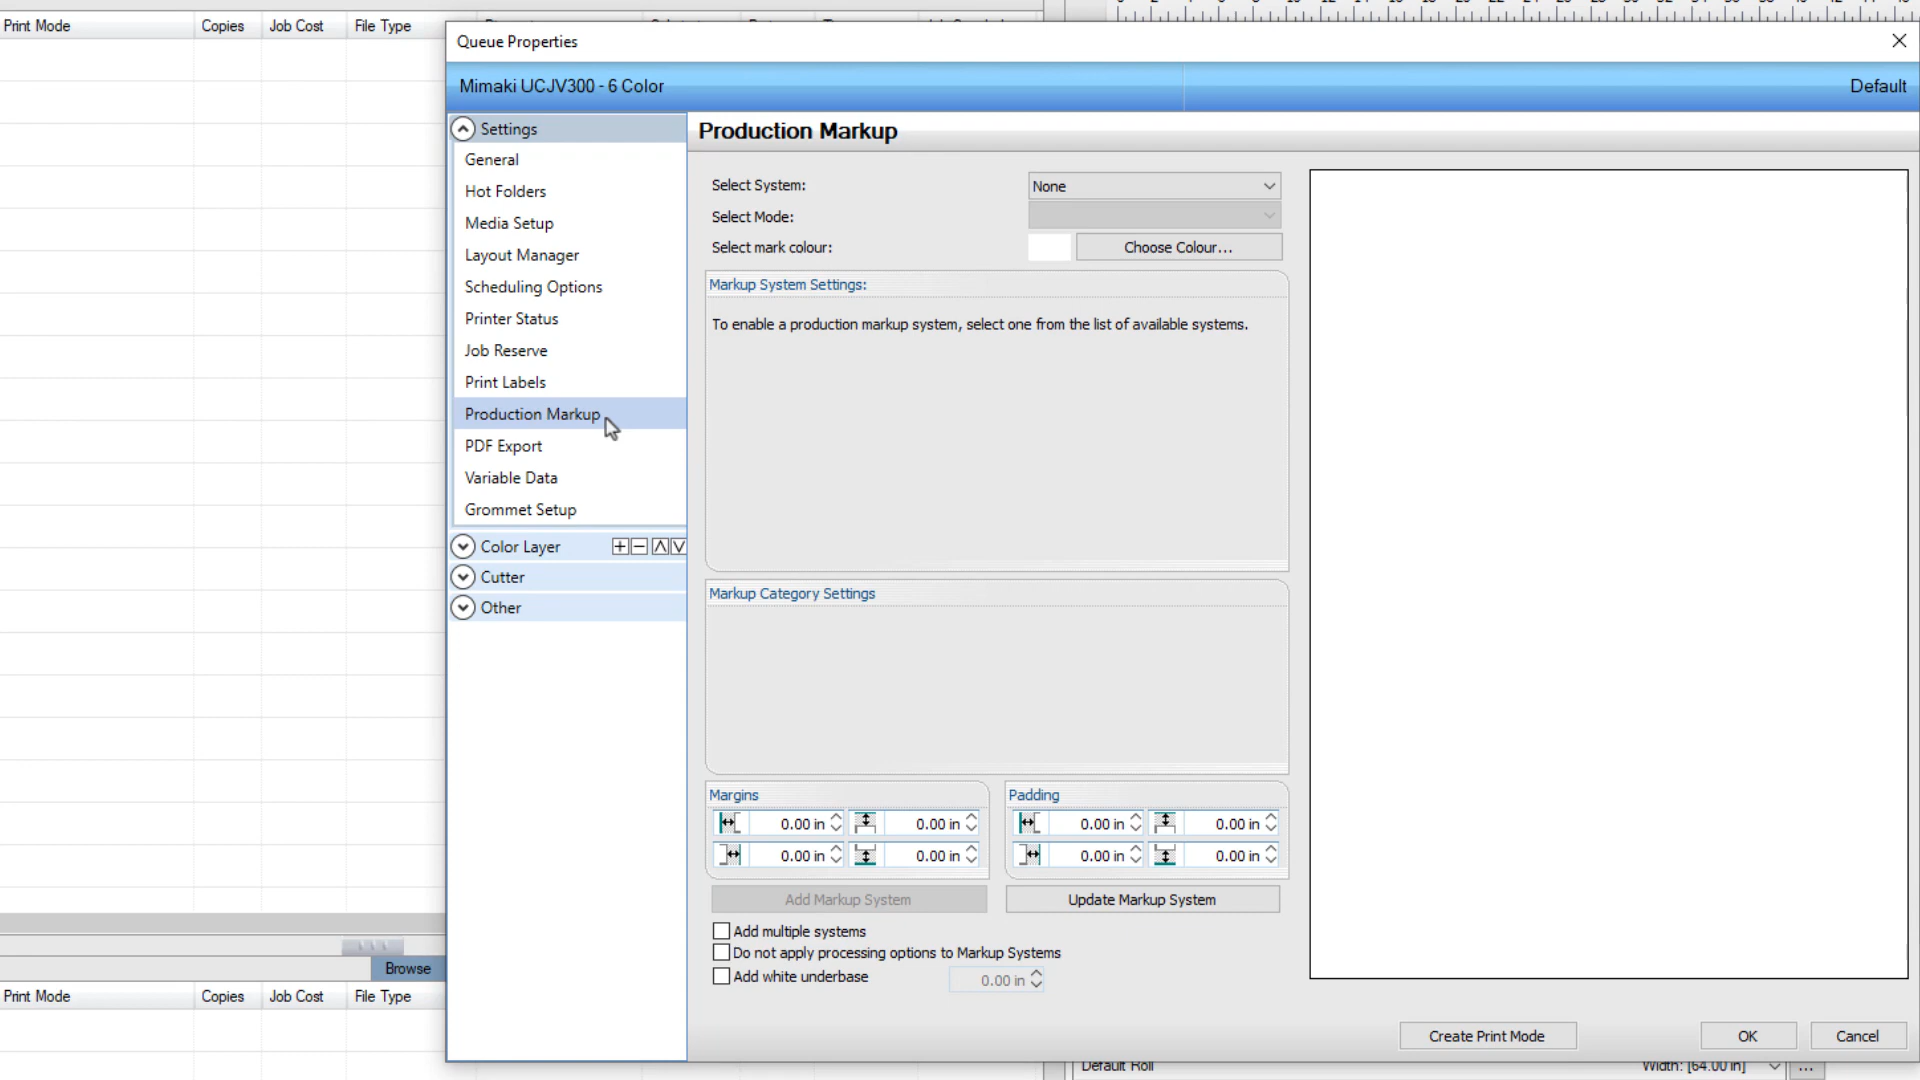 Print Mode Copies Job Cost File Type
Queue Properties
Mimaki UCJV300 - 6 Color Default
Settings
General
Hot Folders
Media Setup
Layout Manager
Scheduling Options
Printer Status
Job Reserve
Print Labels
Production Markup
PDF Export
Variable Data
Grommet Setup
Color Layer
Cutter
Other
Production Markup
Select System: None
Select Mode:
Select mark colour: Choose Colour...
Markup System Settings:
To enable a production markup system, select one from the list of available systems.
Markup Category Settings
Margins
0.00 in 0.00 in
0.00 in 0.00 in
Padding
0.00 in 0.00 in
0.00 in 0.00 in
Add Markup System Update Markup System
Add multiple systems
Do not apply processing options to Markup Systems
Add white underbase 0.00 in
Create Print Mode OK Cancel
Browse
Print Mode Copies Job Cost File Type
Default Roll Width: [64.00 in] ...